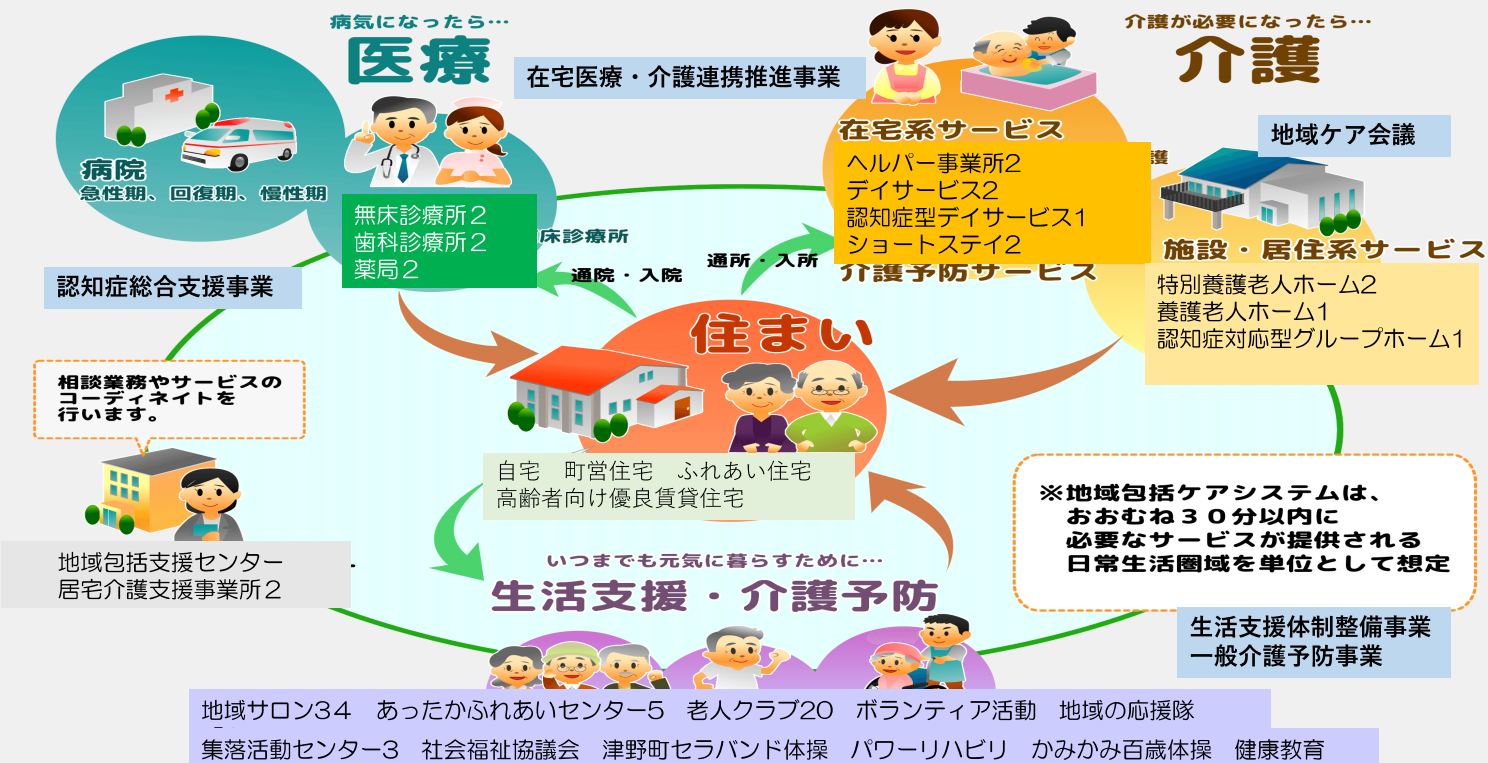 病気になったら…
医療
在宅医療・介護連携推進事業
介護が必要になったら…
介護
地域ケア会議
病院
急性期、回復期、慢性期
無床診療所２
歯科診療所２
薬局２
床診療所
在宅系サービス
ヘルパー事業所2
デイサービス2
認知症型デイサービス1
ショートステイ2
介護予防サービス
護
施設・居住系サービス
特別養護老人ホーム2
養護老人ホーム1
認知症対応型グループホーム1
認知症総合支援事業
通院・入院
通所・入所
住まい
自宅　町営住宅　ふれあい住宅
高齢者向け優良賃貸住宅
相談業務やサービスの
コーディネイトを
行います。
地域包括支援センター
居宅介護支援事業所２
※地域包括ケアシステムは、
おおむね３０分以内に
必要なサービスが提供される
日常生活圏域を単位として想定
いつまでも元気に暮らすために…
生活支援・介護予防
生活支援体制整備事業
一般介護予防事業
地域サロン34　あったかふれあいセンター5　老人クラブ20　ボランティア活動　地域の応援隊
集落活動センター3　社会福祉協議会　津野町セラバンド体操　パワーリハビリ　かみかみ百歳体操　健康教育